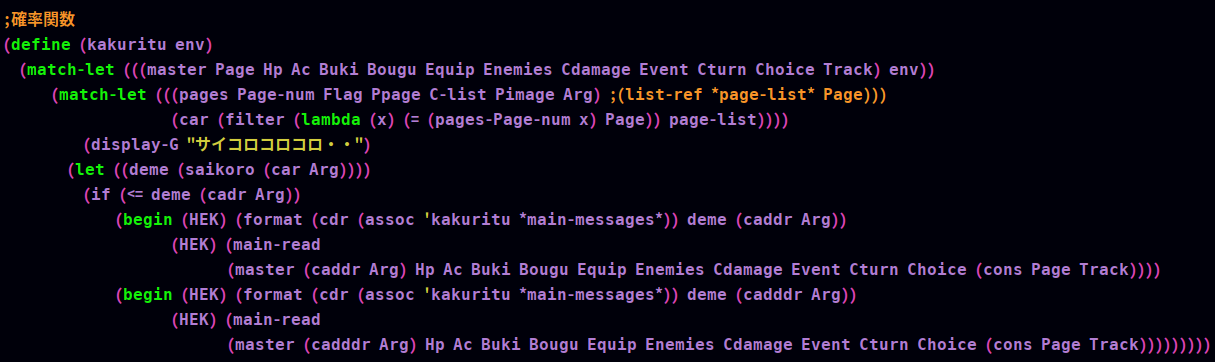 ;確率関数
(define (kakuritu env)
(match-let (((master Page Hp Ac Buki Bougu Equip Enemies Cdamage Event Cturn Choice Track) env))
(match-let (((pages Page-num Flag Ppage C-list Pimage Arg) ;(list-ref *page-list* Page)))
(car (filter (lambda (x) (= (pages-Page-num x) Page)) page-list))))
(display-G "サイコロコロコロ・・")
(let ((deme (saikoro (car Arg))))
(if (<= deme (cadr Arg))
(begin (HEK) (format (cdr (assoc 'kakuritu *main-messages*)) deme (caddr Arg))
(HEK) (main-read
(master (caddr Arg) Hp Ac Buki Bougu Equip Enemies Cdamage Event Cturn Choice (cons Page Track))))
(begin (HEK) (format (cdr (assoc 'kakuritu *main-messages*)) deme (cadddr Arg))
(HEK) (main-read
(master (cadddr Arg) Hp Ac Buki Bougu Equip Enemies Cdamage Event Cturn Choice (cons Page Track)))))))))